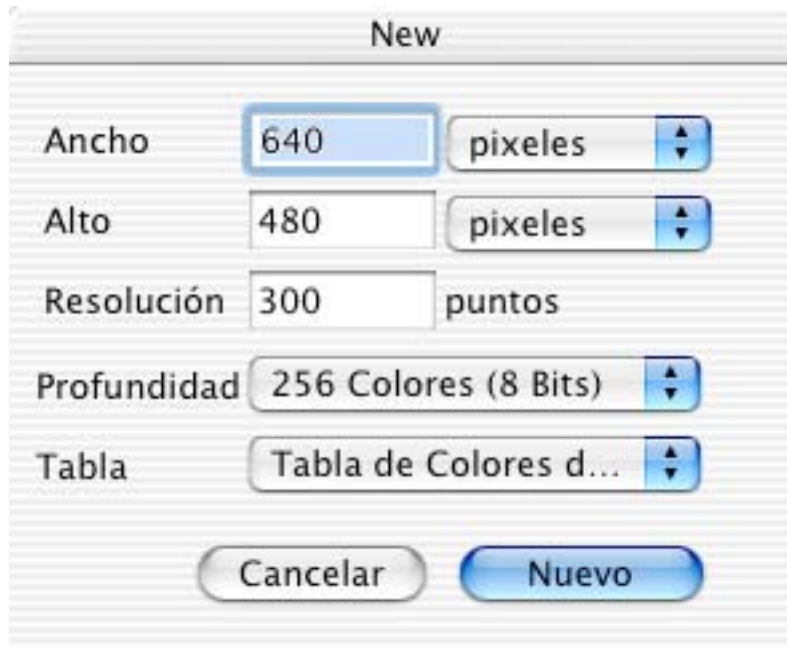 New
Ancho 640 pixeles
Alto 480 pixeles
Resolución 300 puntos
Profundidad 256 Colores (8 Bits)
Tabla Tabla de Colores d...
Cancelar Nuevo